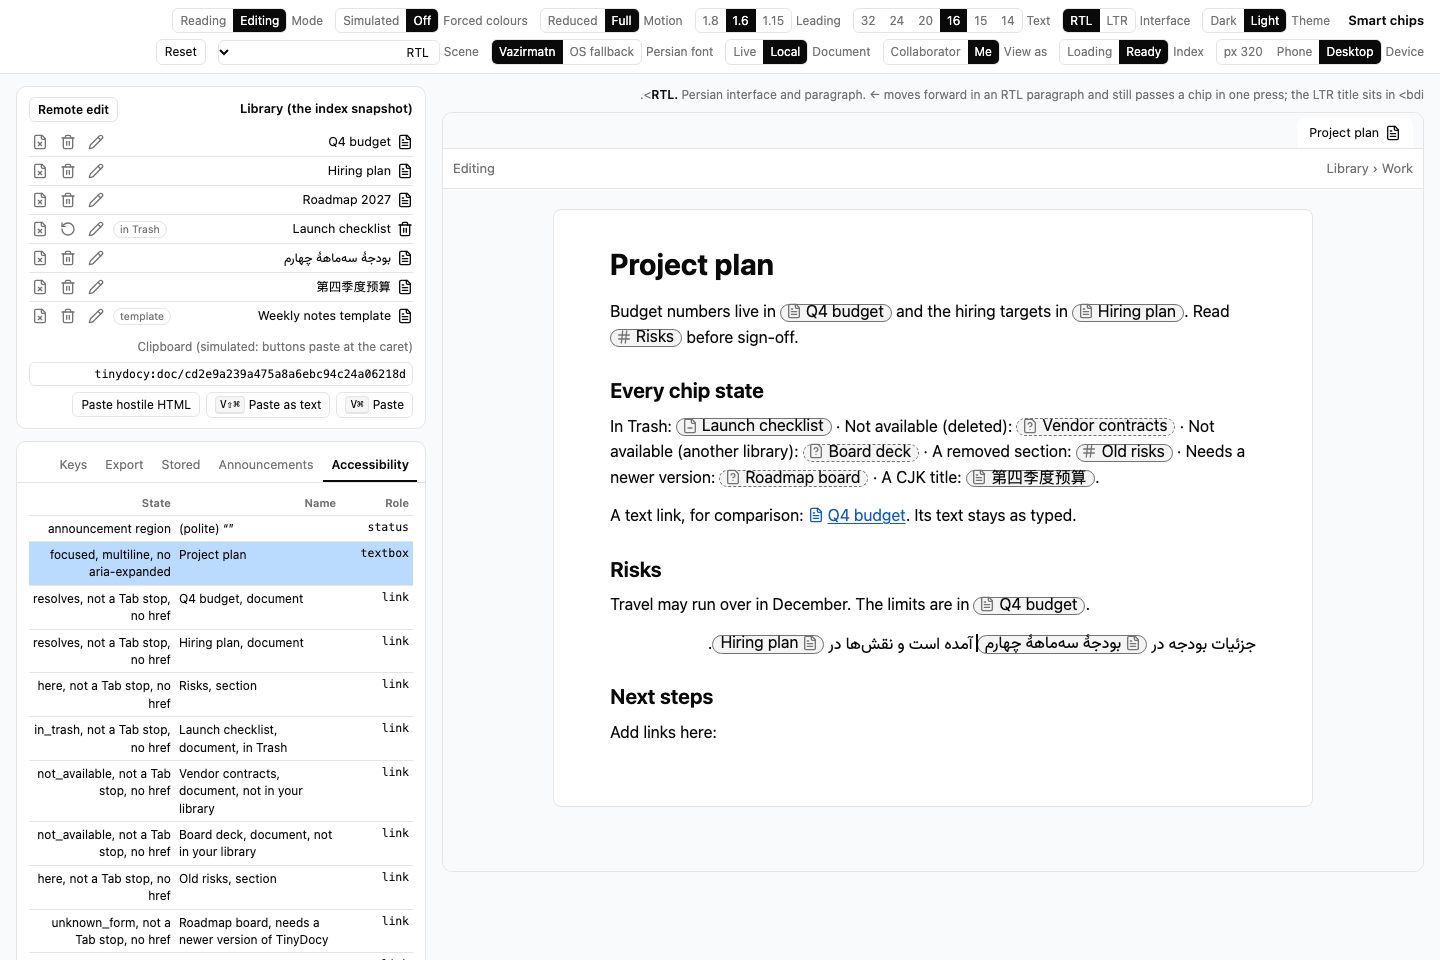 Smart chips
Theme Light Dark
Interface LTR RTL
Text 14 15 16 20 24 32
Leading 1.15 1.6 1.8
Motion Full Reduced
Forced colours Off Simulated
Mode Editing Reading
Device Desktop Phone px 320
Index Ready Loading
View as Me Collaborator
Document Local Live
Persian font OS fallback Vazirmatn
Scene RTL
Reset
.<RTL. Persian interface and paragraph. ← moves forward in an RTL paragraph and still passes a chip in one press; the LTR title sits in <bdi
Project plan
Library › Work
Editing
Project plan
Budget numbers live in Q4 budget and the hiring targets in Hiring plan. Read
# Risks before sign-off.
Every chip state
In Trash: Launch checklist · Not available (deleted): Vendor contracts · Not
available (another library): Board deck · A removed section: # Old risks · Needs a
newer version: Roadmap board · A CJK title: 第四季度预算.
A text link, for comparison: Q4 budget. Its text stays as typed.
Risks
Travel may run over in December. The limits are in Q4 budget.
جزئیات بودجه در بودجهٔ سه‌ماههٔ چهارم آمده است و نقش‌ها در Hiring plan.
Next steps
Add links here:
Library (the index snapshot)
Remote edit
Q4 budget
Hiring plan
Roadmap 2027
Launch checklist in Trash
بودجهٔ سه‌ماههٔ چهارم
第四季度预算
Weekly notes template template
Clipboard (simulated: buttons paste at the caret)
tinydocy:doc/cd2e9a239a475a8a6ebc94c24a06218d
Paste V⌘
Paste as text V⇧⌘
Paste hostile HTML
Accessibility Announcements Stored Export Keys
Role Name State
status (polite) “” announcement region
textbox Project plan focused, multiline, no
aria-expanded
link Q4 budget, document resolves, not a Tab stop,
no href
link Hiring plan, document resolves, not a Tab stop,
no href
link Risks, section here, not a Tab stop, no
href
link Launch checklist, in_trash, not a Tab stop,
document, in Trash no href
link Vendor contracts, not_available, not a Tab
document, not in your stop, no href
library
link Board deck, document, not not_available, not a Tab
in your library stop, no href
link Old risks, section here, not a Tab stop, no
href
link Roadmap board, needs a unknown_form, not a
newer version of TinyDocy Tab stop, no href